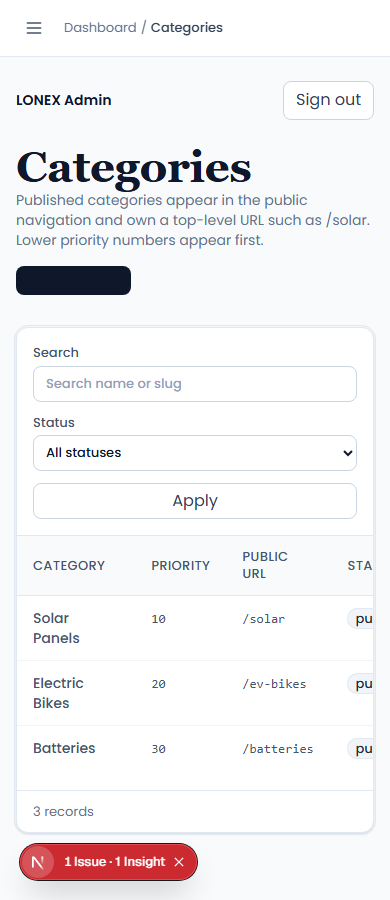 Dashboard / Categories
LONEX Admin
Sign out
Categories
Published categories appear in the public
navigation and own a top-level URL such as /solar.
Lower priority numbers appear first.
Search
Search name or slug
Status
All statuses
Apply
CATEGORY PRIORITY PUBLIC URL STA
Solar Panels 10 /solar pu
Electric Bikes 20 /ev-bikes pu
Batteries 30 /batteries pu
3 records
N 1 Issue · 1 Insight ×